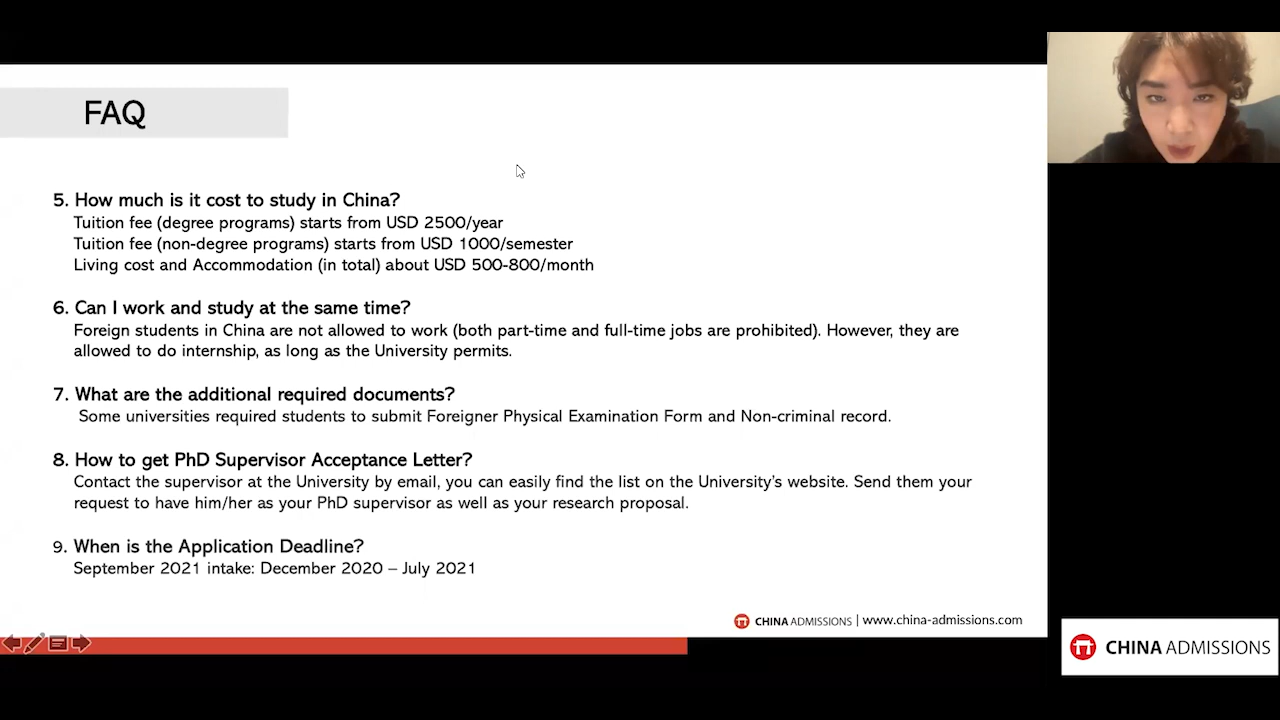 FAQ
5. How much is it cost to study in China?
Tuition fee (degree programs) starts from USD 2500/year
Tuition fee (non-degree programs) starts from USD 1000/semester
Living cost and Accommodation (in total) about USD 500-800/month
6. Can I work and study at the same time?
Foreign students in China are not allowed to work (both part-time and full-time jobs are prohibited). However, they are
allowed to do internship, as long as the University permits.
7. What are the additional required documents?
Some universities required students to submit Foreigner Physical Examination Form and Non-criminal record.
8. How to get PhD Supervisor Acceptance Letter?
Contact the supervisor at the University by email, you can easily find the list on the University's website. Send them your
request to have him/her as your PhD supervisor as well as your research proposal.
9. When is the Application Deadline?
September 2021 intake: December 2020 – July 2021
CHINA ADMISSIONS | www.china-admissions.com
CHINA ADMISSIONS